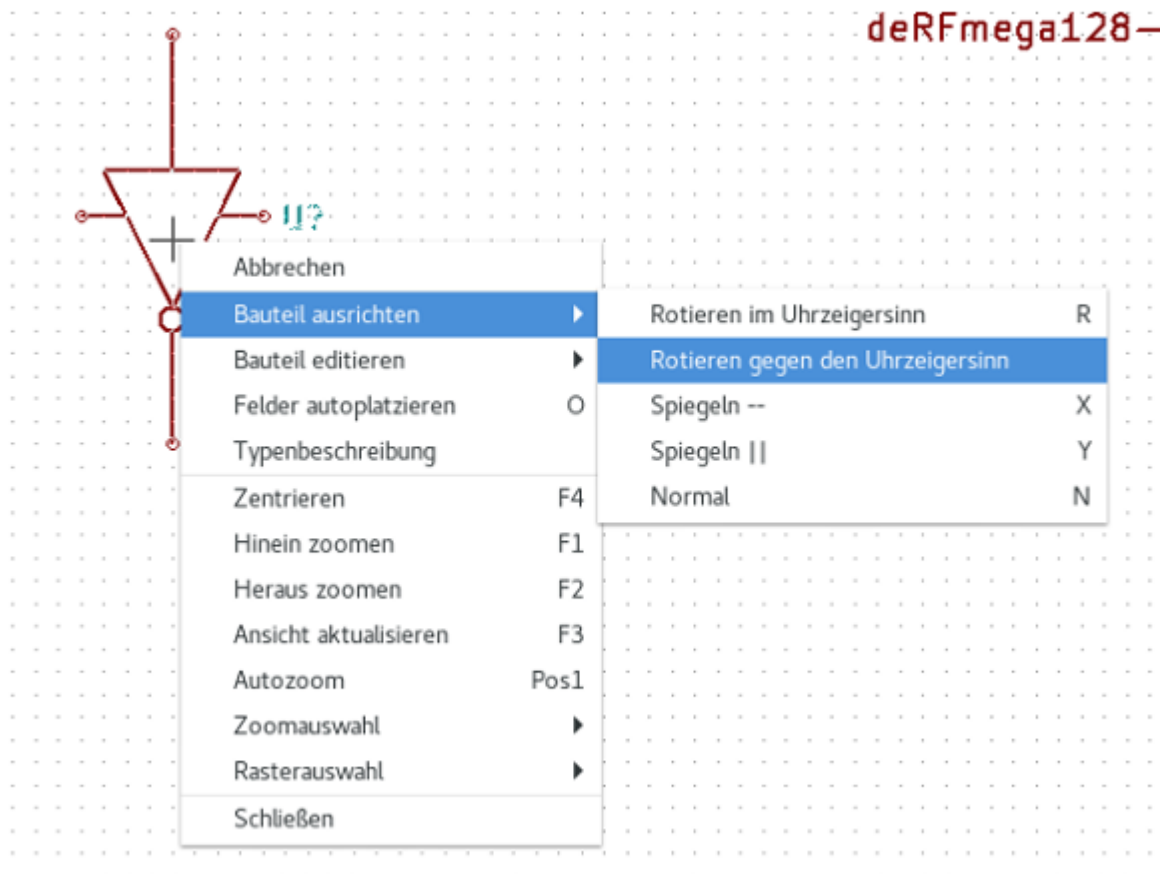 deRFmega128—
U?
Abbrechen
Bauteil ausrichten
Rotieren im Uhrzeigersinn R
Bauteil editieren
Rotieren gegen den Uhrzeigersinn
Felder autoplatzieren O
Spiegeln -- X
Typenbeschreibung
Spiegeln || Y
Zentrieren F4
Normal N
Hinein zoomen F1
Heraus zoomen F2
Ansicht aktualisieren F3
Autozoom Pos1
Zoomauswahl
Rasterauswahl
Schließen